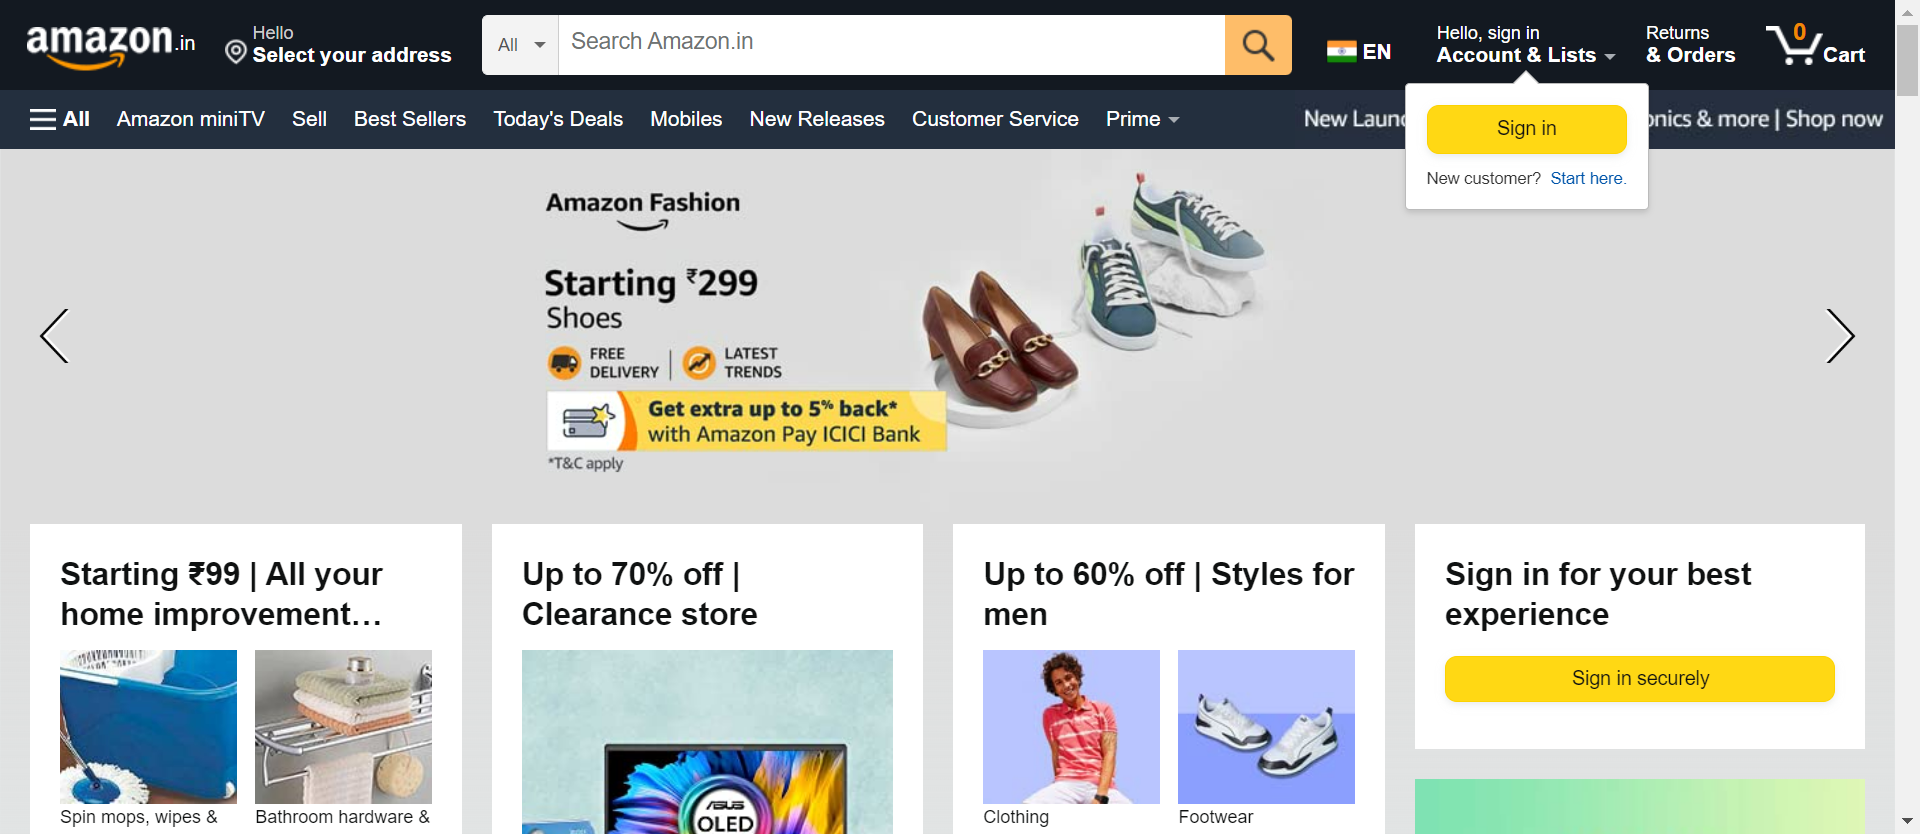 amazon.in
Hello
Select your address
All
Search Amazon.in
EN
Hello, sign in
Account & Lists
Returns
& Orders
0
Cart
All
Amazon miniTV
Sell
Best Sellers
Today's Deals
Mobiles
New Releases
Customer Service
Prime
New Laun
onics & more | Shop now
Sign in
New customer? Start here.
Amazon Fashion
Starting ₹299
Shoes
FREE
DELIVERY
LATEST
TRENDS
Get extra up to 5% back*
with Amazon Pay ICICI Bank
*T&C apply
Starting ₹99 | All your
home improvement…
Spin mops, wipes &
Bathroom hardware &
Up to 70% off |
Clearance store
ASUS
OLED
Up to 60% off | Styles for
men
Clothing
Footwear
Sign in for your best
experience
Sign in securely